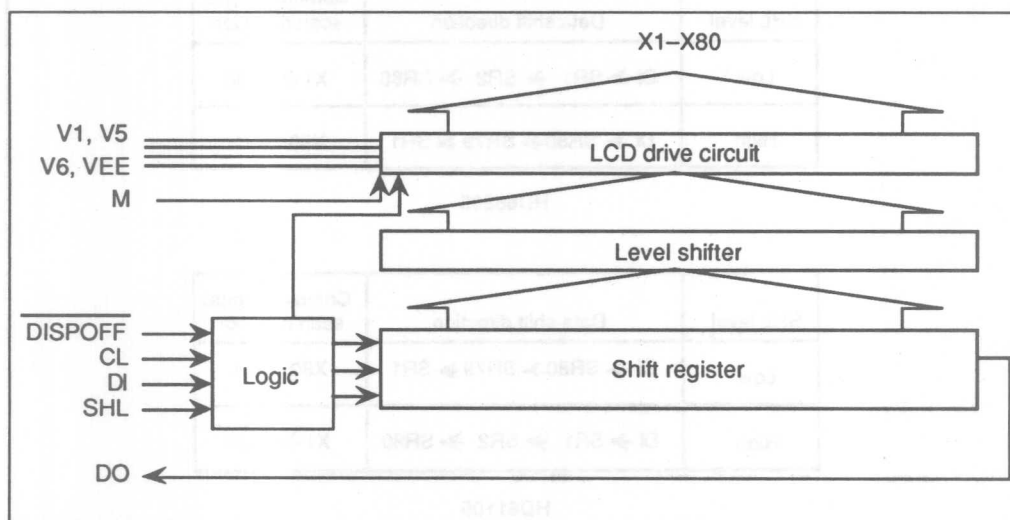 X1–X80
V1, V5
LCD drive circuit
V6, VEE
M
Level shifter
DISPOFF
CL
Logic
Shift register
DI
SHL
DO